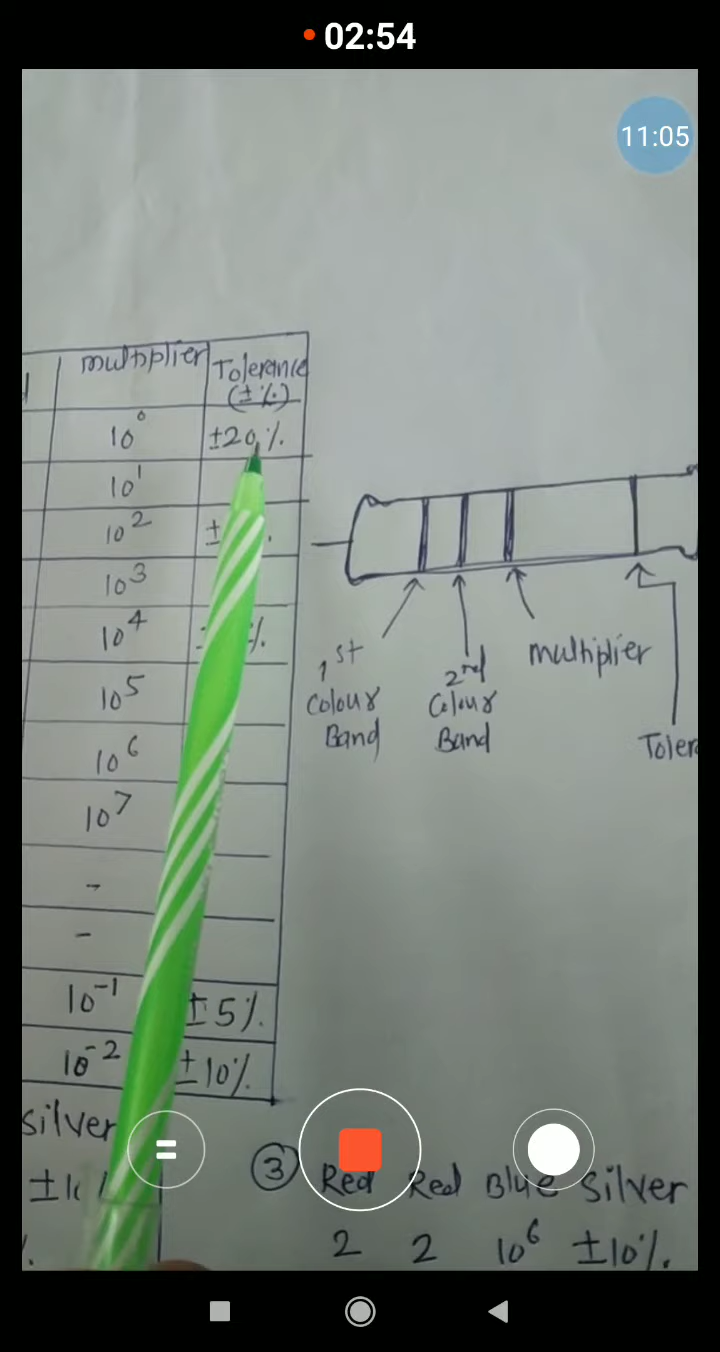 02:54
11:05
multiplier Tolerance
(±%)
10⁰ ±20%.
10¹
10² ±
10³
10⁴ %.
10⁵
10⁶
10⁷
-
-
10⁻¹ ±5%.
10⁻² ±10%.
1st
Colour
Band
2nd
Colour
Band
multiplier
silver
③ Red Red Blue Silver
2 2 10⁶ ±10%.